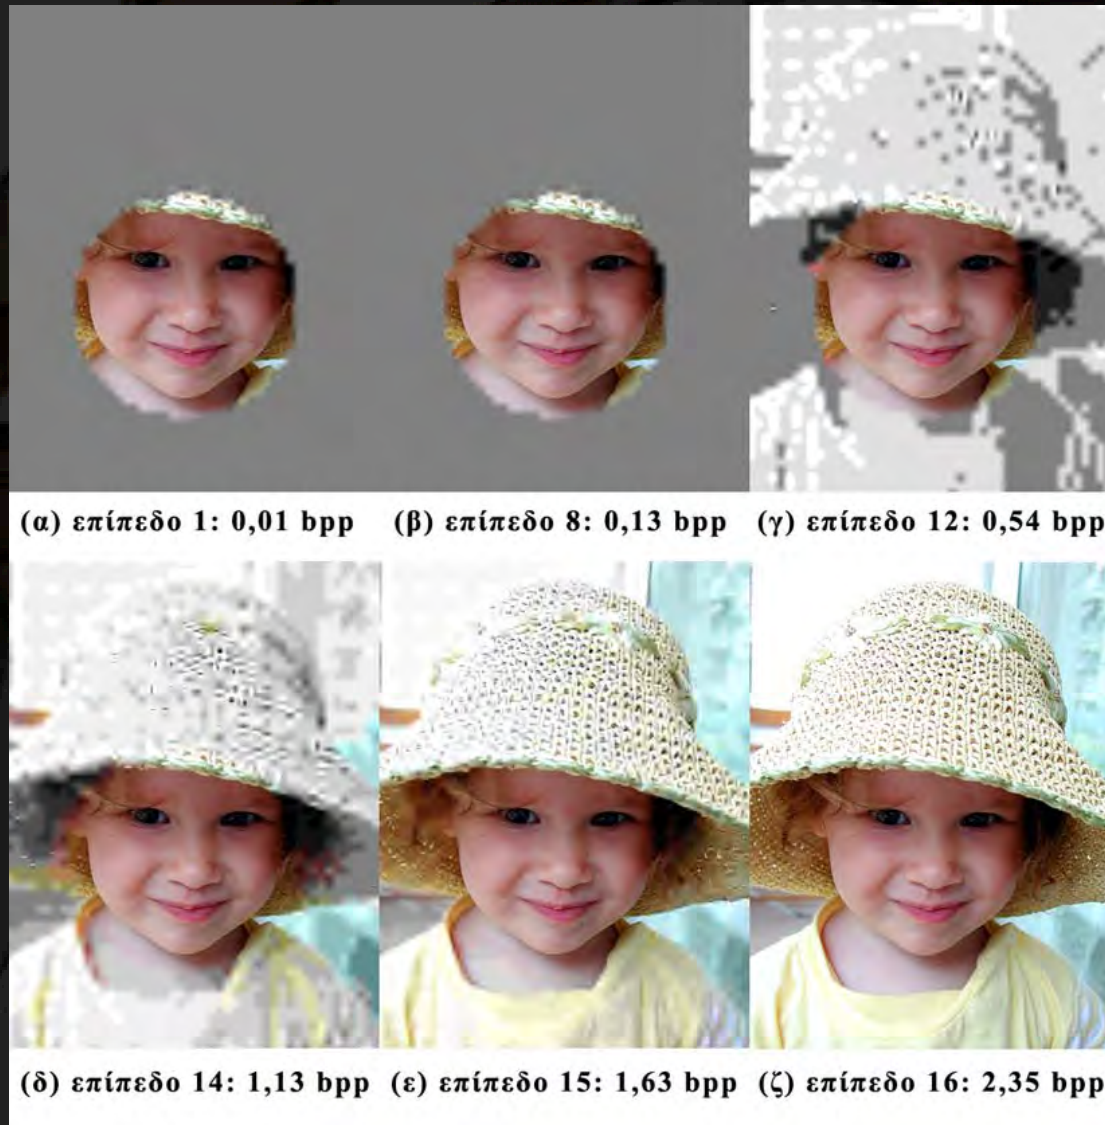 (α) επίπεδο 1: 0,01 bpp
(β) επίπεδο 8: 0,13 bpp
(γ) επίπεδο 12: 0,54 bpp
(δ) επίπεδο 14: 1,13 bpp
(ε) επίπεδο 15: 1,63 bpp
(ζ) επίπεδο 16: 2,35 bpp